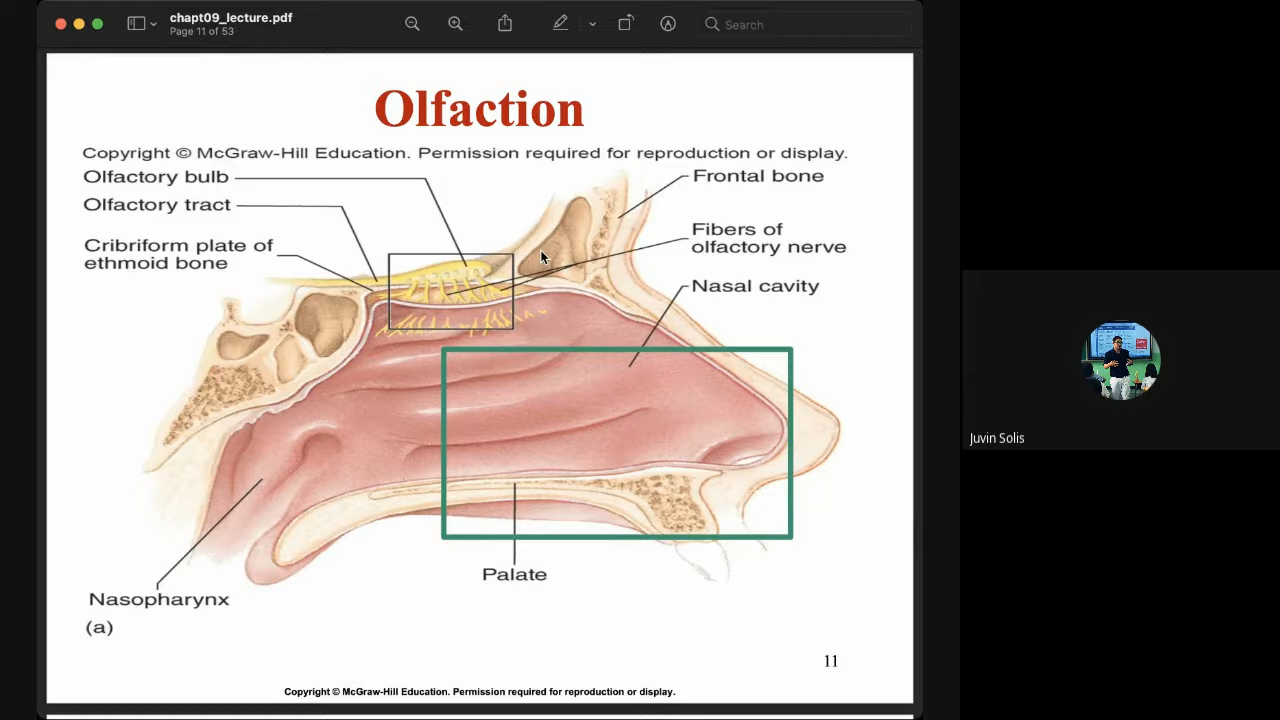 chapt09_lecture.pdf
Page 11 of 53
Search
Olfaction
Copyright © McGraw-Hill Education. Permission required for reproduction or display.
Olfactory bulb
Olfactory tract
Cribriform plate of
ethmoid bone
Frontal bone
Fibers of
olfactory nerve
Nasal cavity
Palate
Nasopharynx
(a)
11
Copyright © McGraw-Hill Education. Permission required for reproduction or display.
Juvin Solis